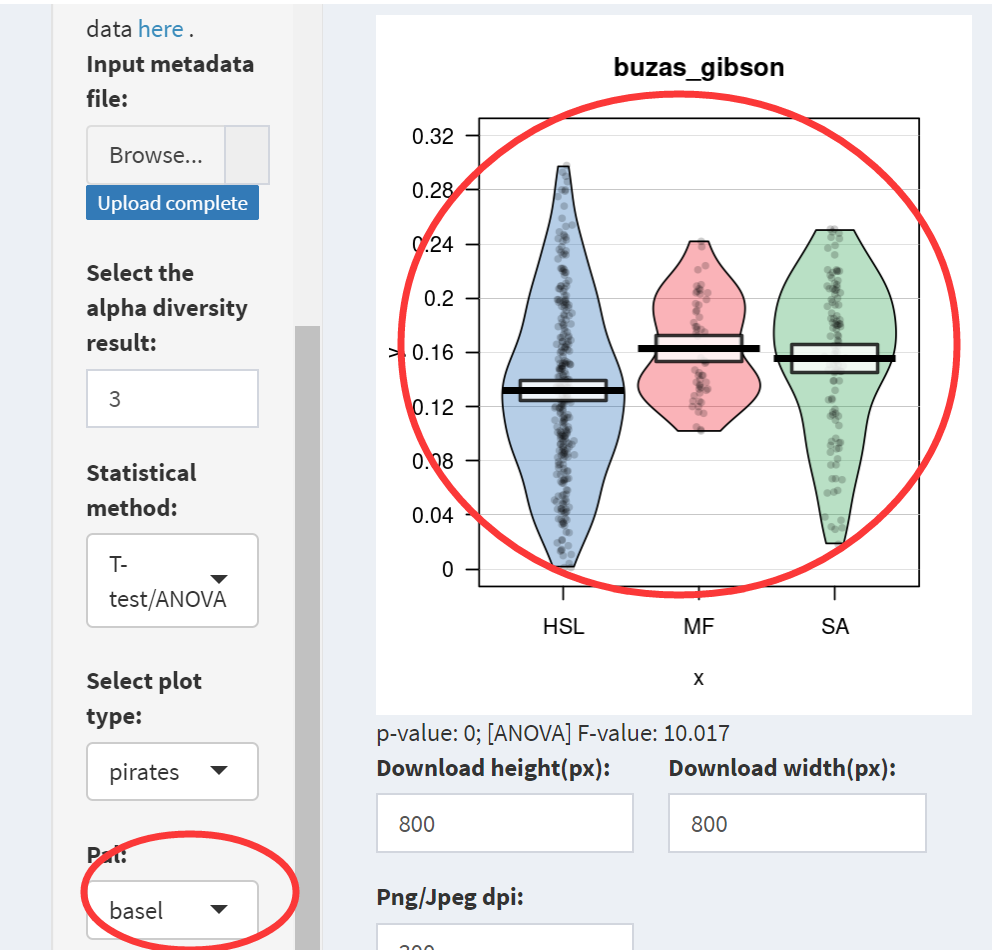 data here .
Input metadata
file:
Browse...
Upload complete
Select the
alpha diversity
result:
3
Statistical
method:
T-
test/ANOVA
Select plot
type:
pirates
Pal:
basel
buzas_gibson
0.32
0.28
0.24
0.2
0.16
0.12
0.08
0.04
0
y
HSL MF SA
x
p-value: 0; [ANOVA] F-value: 10.017
Download height(px): Download width(px):
800 800
Png/Jpeg dpi: